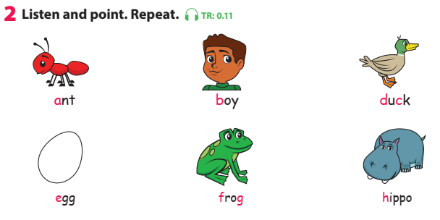 2 Listen and point. Repeat. TR: 0.11
ant boy duck
egg frog hippo